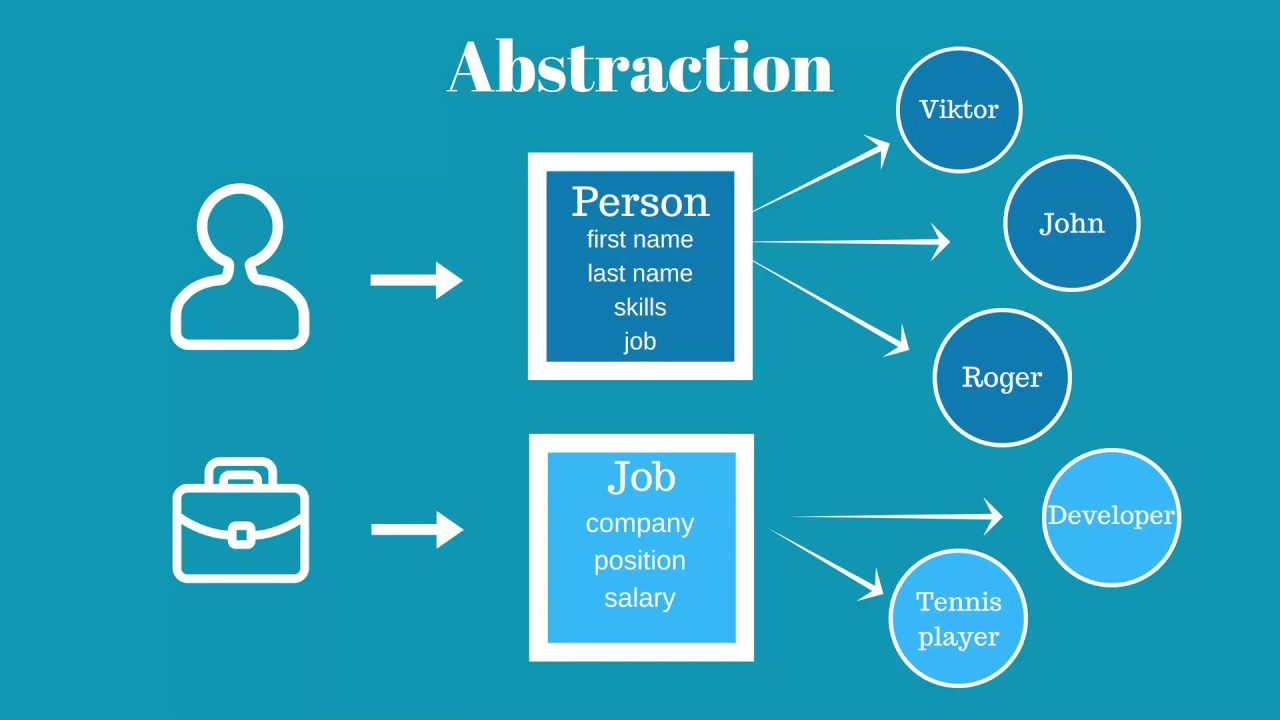 Abstraction
Person
first name
last name
skills
job
Viktor
John
Roger
Job
company
position
salary
Developer
Tennis
player